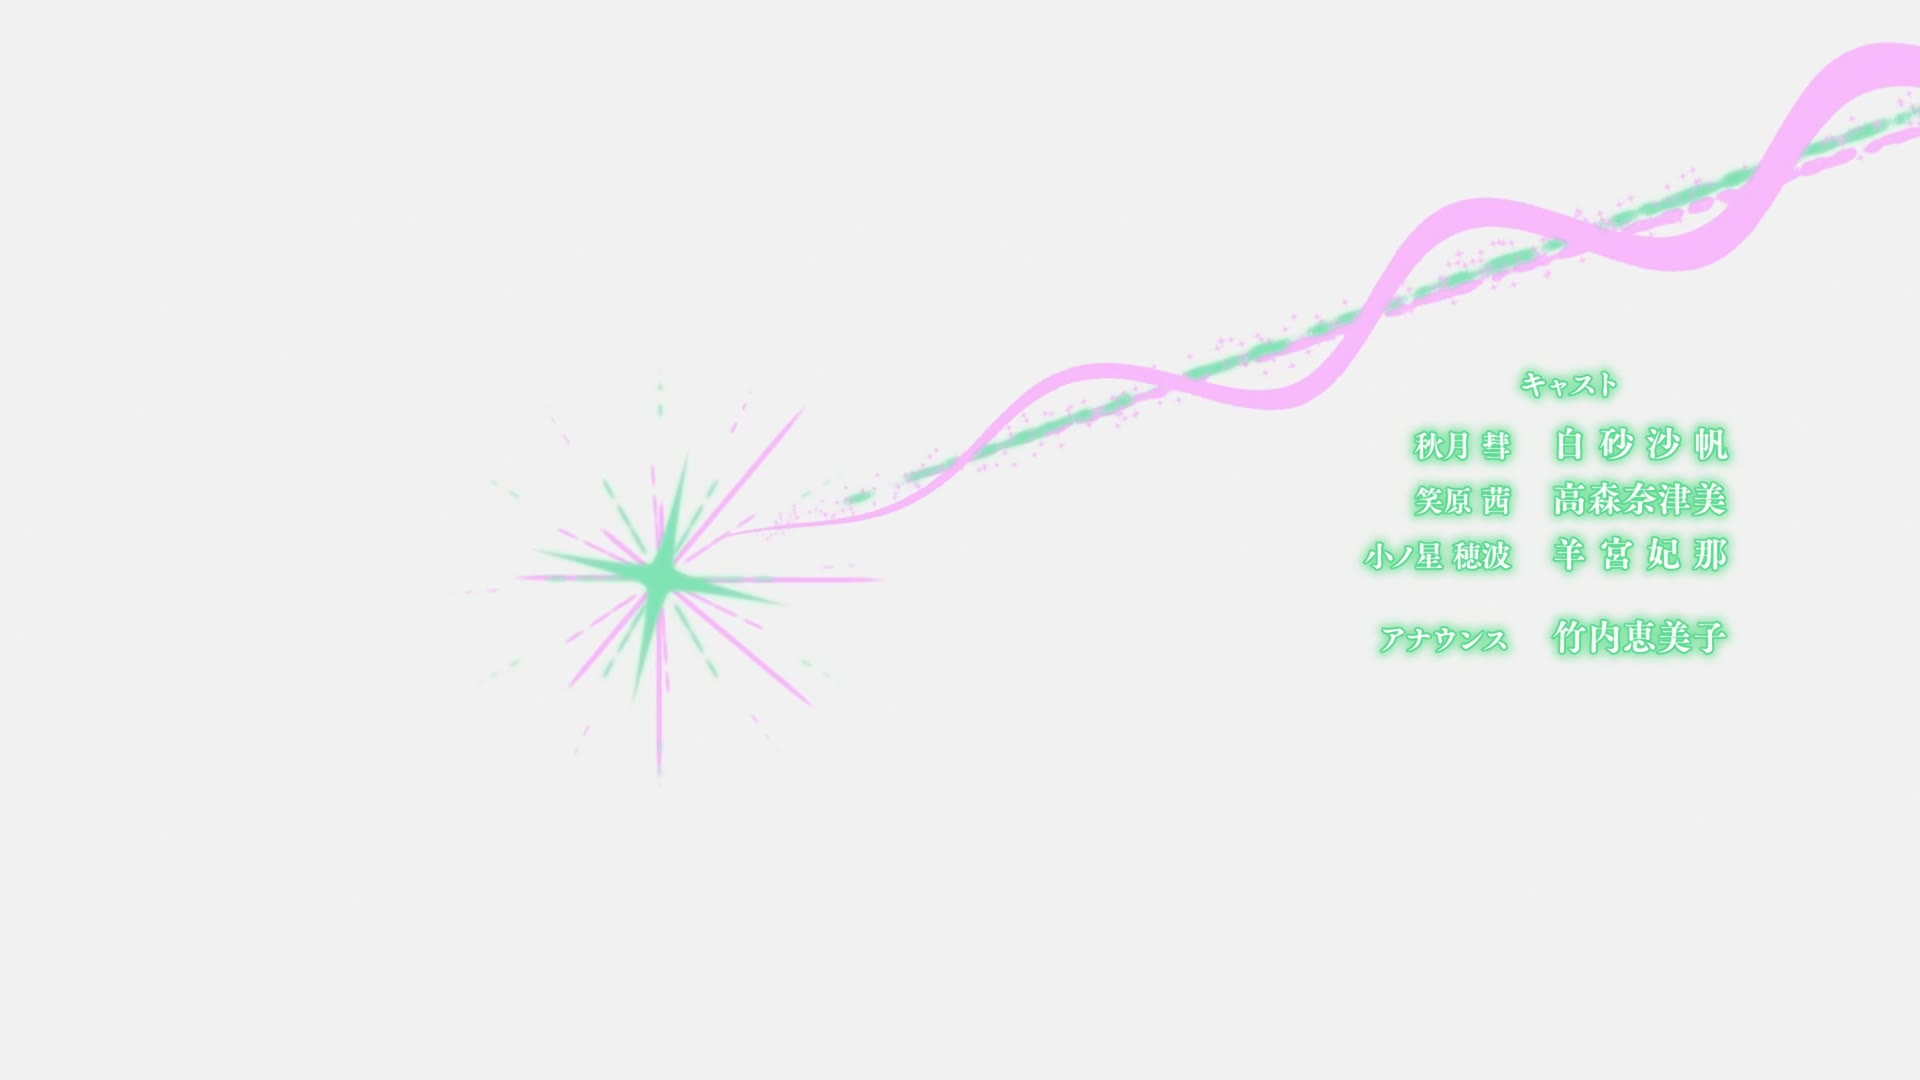 キャスト
秋月 彗 白砂沙帆
笑原 茜 高森奈津美
小ノ星 穂波 羊宮妃那
アナウンス 竹内恵美子